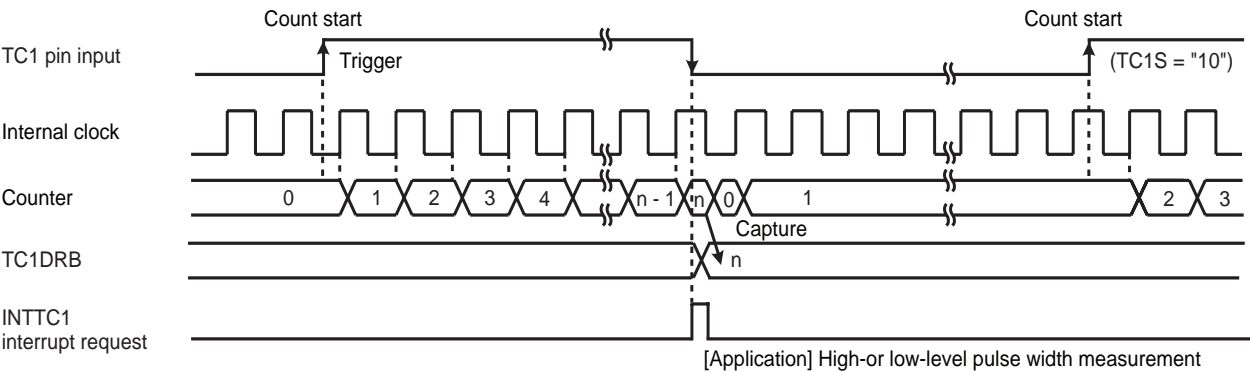 Count start Count start
TC1 pin input Trigger (TC1S = "10")
Internal clock
Counter 0 1 2 3 4 n - 1 n 0 1 2 3
Capture
TC1DRB n
INTTC1
interrupt request
[Application] High-or low-level pulse width measurement